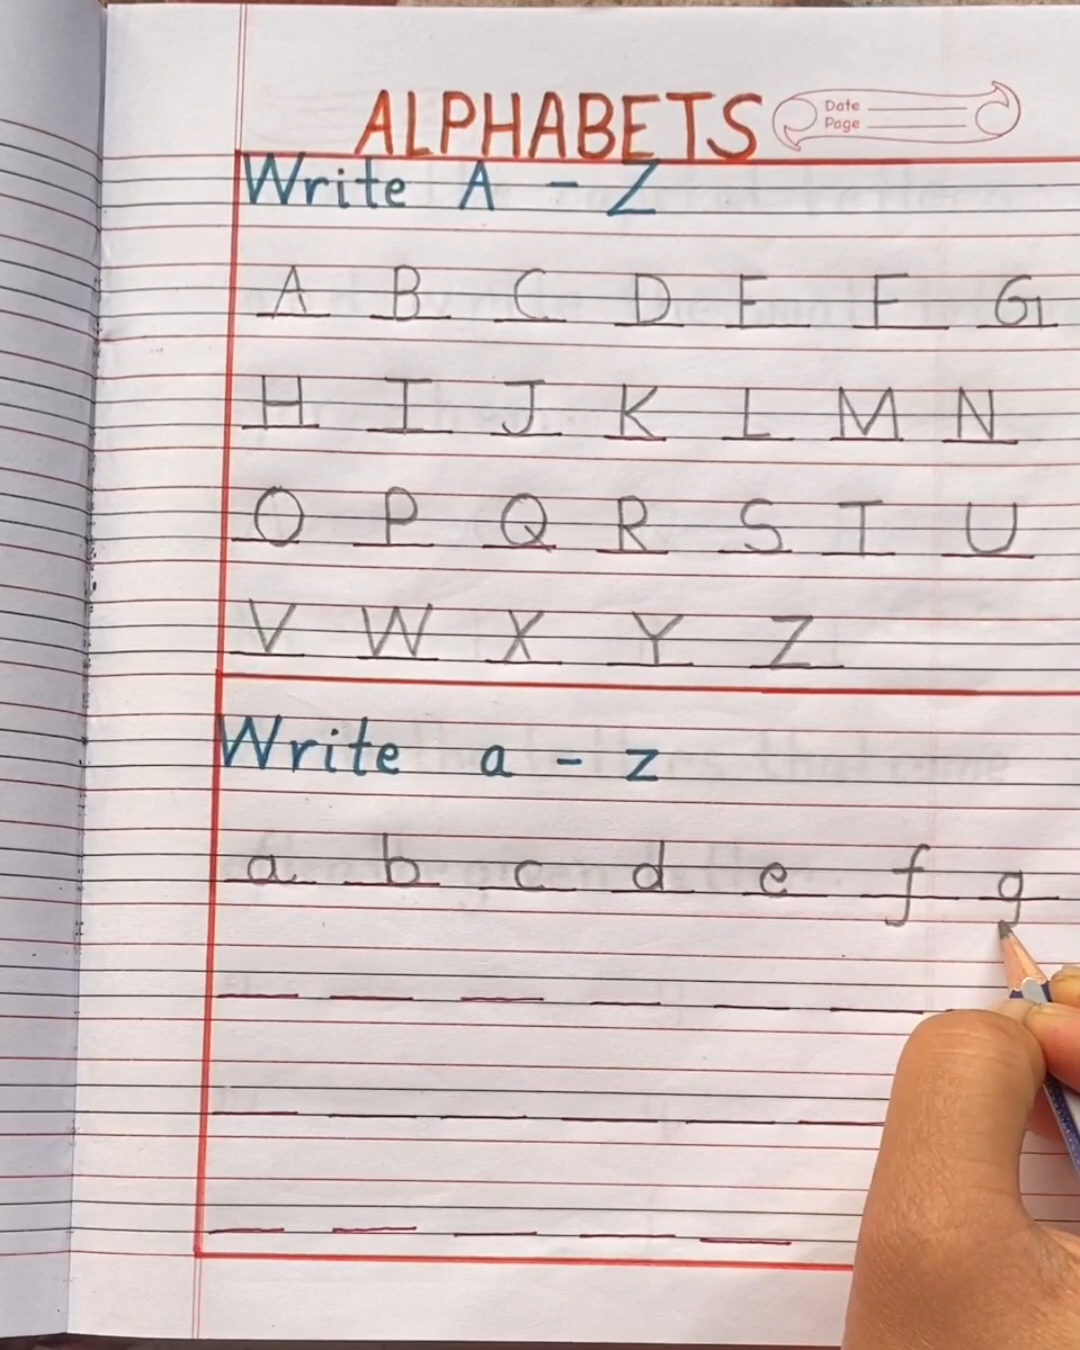 ALPHABETS
Date
Page
Write A - Z
A B C D E F G
H I J K L M N
O P Q R S T U
V W X Y Z
Write a - z
a b c d e f g